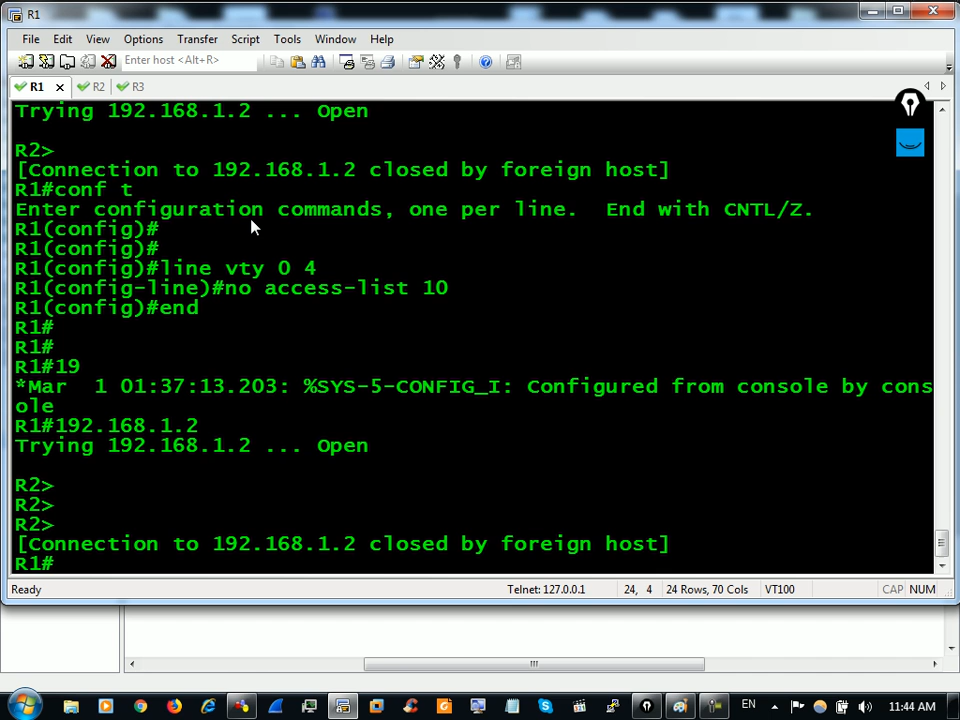 R1
File Edit View Options Transfer Script Tools Window Help
Enter host <Alt+R>
R1 R2 R3
Trying 192.168.1.2 ... Open
R2>
[Connection to 192.168.1.2 closed by foreign host]
R1#conf t
Enter configuration commands, one per line.  End with CNTL/Z.
R1(config)#
R1(config)#
R1(config)#line vty 0 4
R1(config-line)#no access-list 10
R1(config)#end
R1#
R1#
R1#19
*Mar  1 01:37:13.203: %SYS-5-CONFIG_I: Configured from console by cons
ole
R1#192.168.1.2
Trying 192.168.1.2 ... Open
R2>
R2>
R2>
[Connection to 192.168.1.2 closed by foreign host]
R1#
Ready Telnet: 127.0.0.1 24, 4 24 Rows, 70 Cols VT100 CAP NUM
EN 11:44 AM